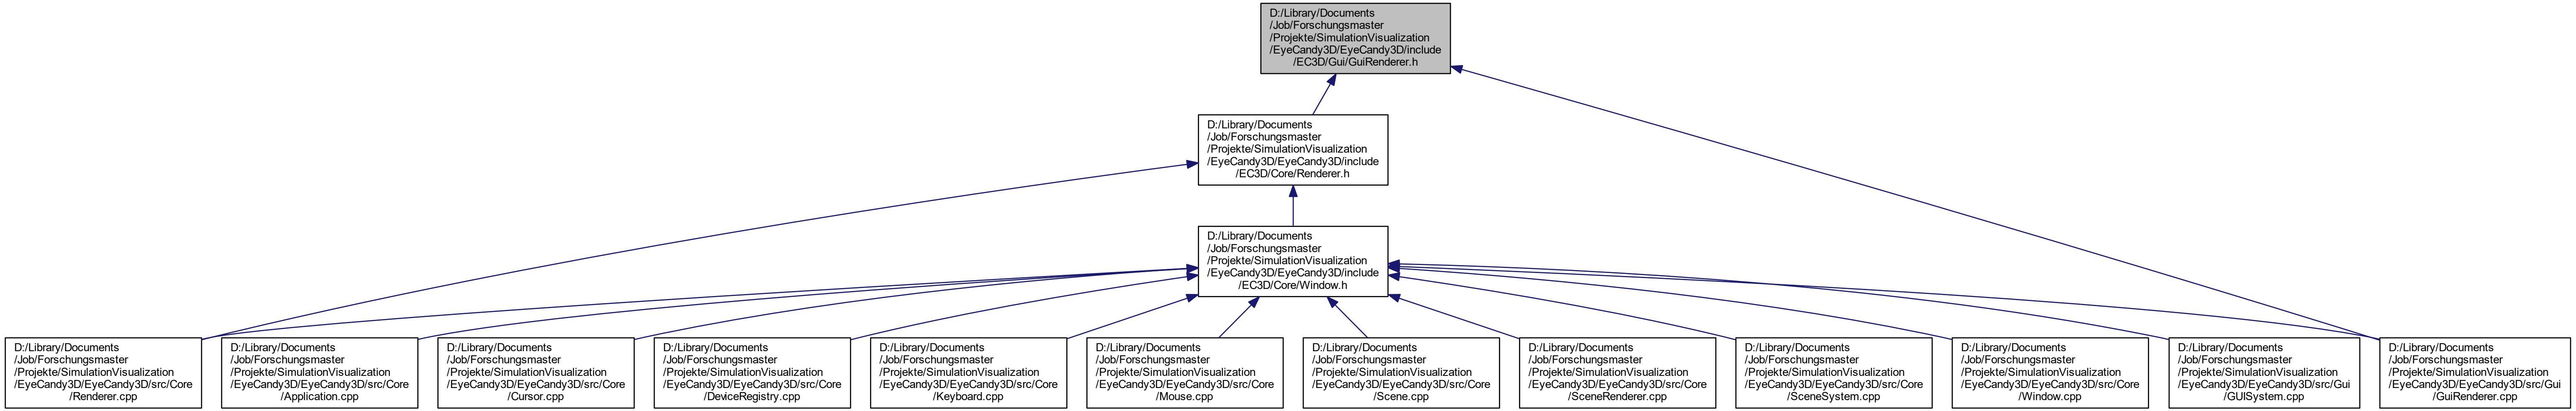 D:/Library/Documents
/Job/Forschungsmaster
/Projekte/SimulationVisualization
/EyeCandy3D/EyeCandy3D/include
/EC3D/Gui/GuiRenderer.h
D:/Library/Documents
/Job/Forschungsmaster
/Projekte/SimulationVisualization
/EyeCandy3D/EyeCandy3D/include
/EC3D/Core/Renderer.h
D:/Library/Documents
/Job/Forschungsmaster
/Projekte/SimulationVisualization
/EyeCandy3D/EyeCandy3D/include
/EC3D/Core/Window.h
D:/Library/Documents
/Job/Forschungsmaster
/Projekte/SimulationVisualization
/EyeCandy3D/EyeCandy3D/src/Core
/Renderer.cpp
D:/Library/Documents
/Job/Forschungsmaster
/Projekte/SimulationVisualization
/EyeCandy3D/EyeCandy3D/src/Core
/Application.cpp
D:/Library/Documents
/Job/Forschungsmaster
/Projekte/SimulationVisualization
/EyeCandy3D/EyeCandy3D/src/Core
/Cursor.cpp
D:/Library/Documents
/Job/Forschungsmaster
/Projekte/SimulationVisualization
/EyeCandy3D/EyeCandy3D/src/Core
/DeviceRegistry.cpp
D:/Library/Documents
/Job/Forschungsmaster
/Projekte/SimulationVisualization
/EyeCandy3D/EyeCandy3D/src/Core
/Keyboard.cpp
D:/Library/Documents
/Job/Forschungsmaster
/Projekte/SimulationVisualization
/EyeCandy3D/EyeCandy3D/src/Core
/Mouse.cpp
D:/Library/Documents
/Job/Forschungsmaster
/Projekte/SimulationVisualization
/EyeCandy3D/EyeCandy3D/src/Core
/Scene.cpp
D:/Library/Documents
/Job/Forschungsmaster
/Projekte/SimulationVisualization
/EyeCandy3D/EyeCandy3D/src/Core
/SceneRenderer.cpp
D:/Library/Documents
/Job/Forschungsmaster
/Projekte/SimulationVisualization
/EyeCandy3D/EyeCandy3D/src/Core
/SceneSystem.cpp
D:/Library/Documents
/Job/Forschungsmaster
/Projekte/SimulationVisualization
/EyeCandy3D/EyeCandy3D/src/Core
/Window.cpp
D:/Library/Documents
/Job/Forschungsmaster
/Projekte/SimulationVisualization
/EyeCandy3D/EyeCandy3D/src/Gui
/GUISystem.cpp
D:/Library/Documents
/Job/Forschungsmaster
/Projekte/SimulationVisualization
/EyeCandy3D/EyeCandy3D/src/Gui
/GuiRenderer.cpp